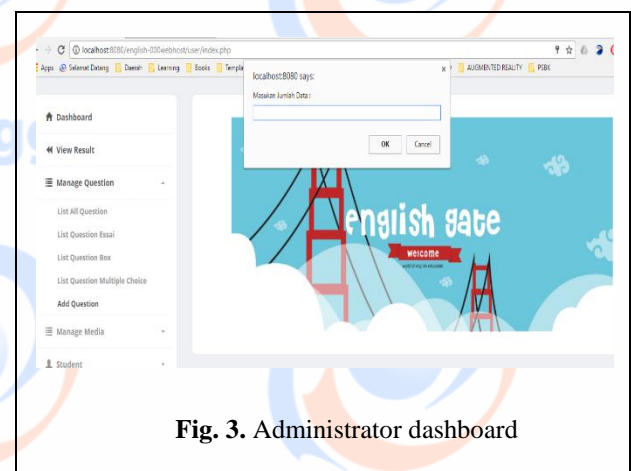 localhost:8080/english-000webhost/user/index.php
Apps Selamat Datang Daerah Learning Books Templa AUGMENTED REALITY PSBK
localhost:8080 says:
Masukan Jumlah Data :
OK Cancel
Dashboard
View Result
Manage Question
List All Question
List Question Essai
List Question Box
List Question Multiple Choice
Add Question
Manage Media
Student
english gate
welcome
Fig. 3. Administrator dashboard